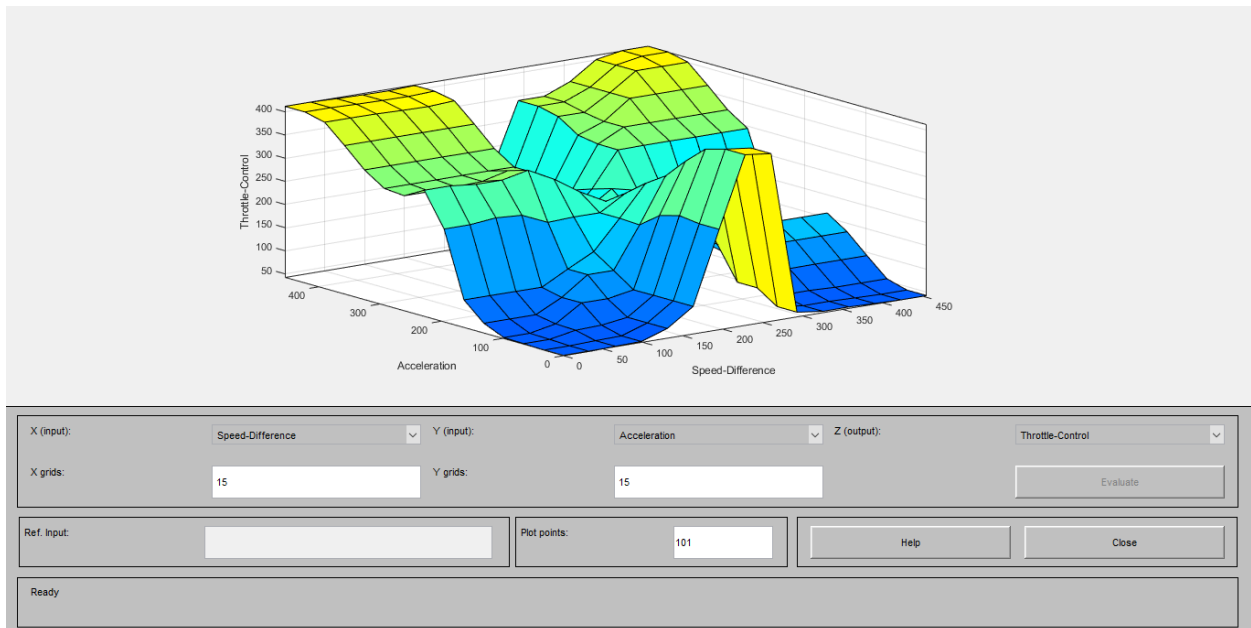 400
350
300
250
200
150
100
50
Throttle-Control
400
300
200
100
0
Acceleration
0
50
100
150
200
250
300
350
400
450
Speed-Difference
X (input):
Speed-Difference
Y (input):
Acceleration
Z (output):
Throttle-Control
X grids:
15
Y grids:
15
Evaluate
Ref. Input:
Plot points:
101
Help
Close
Ready